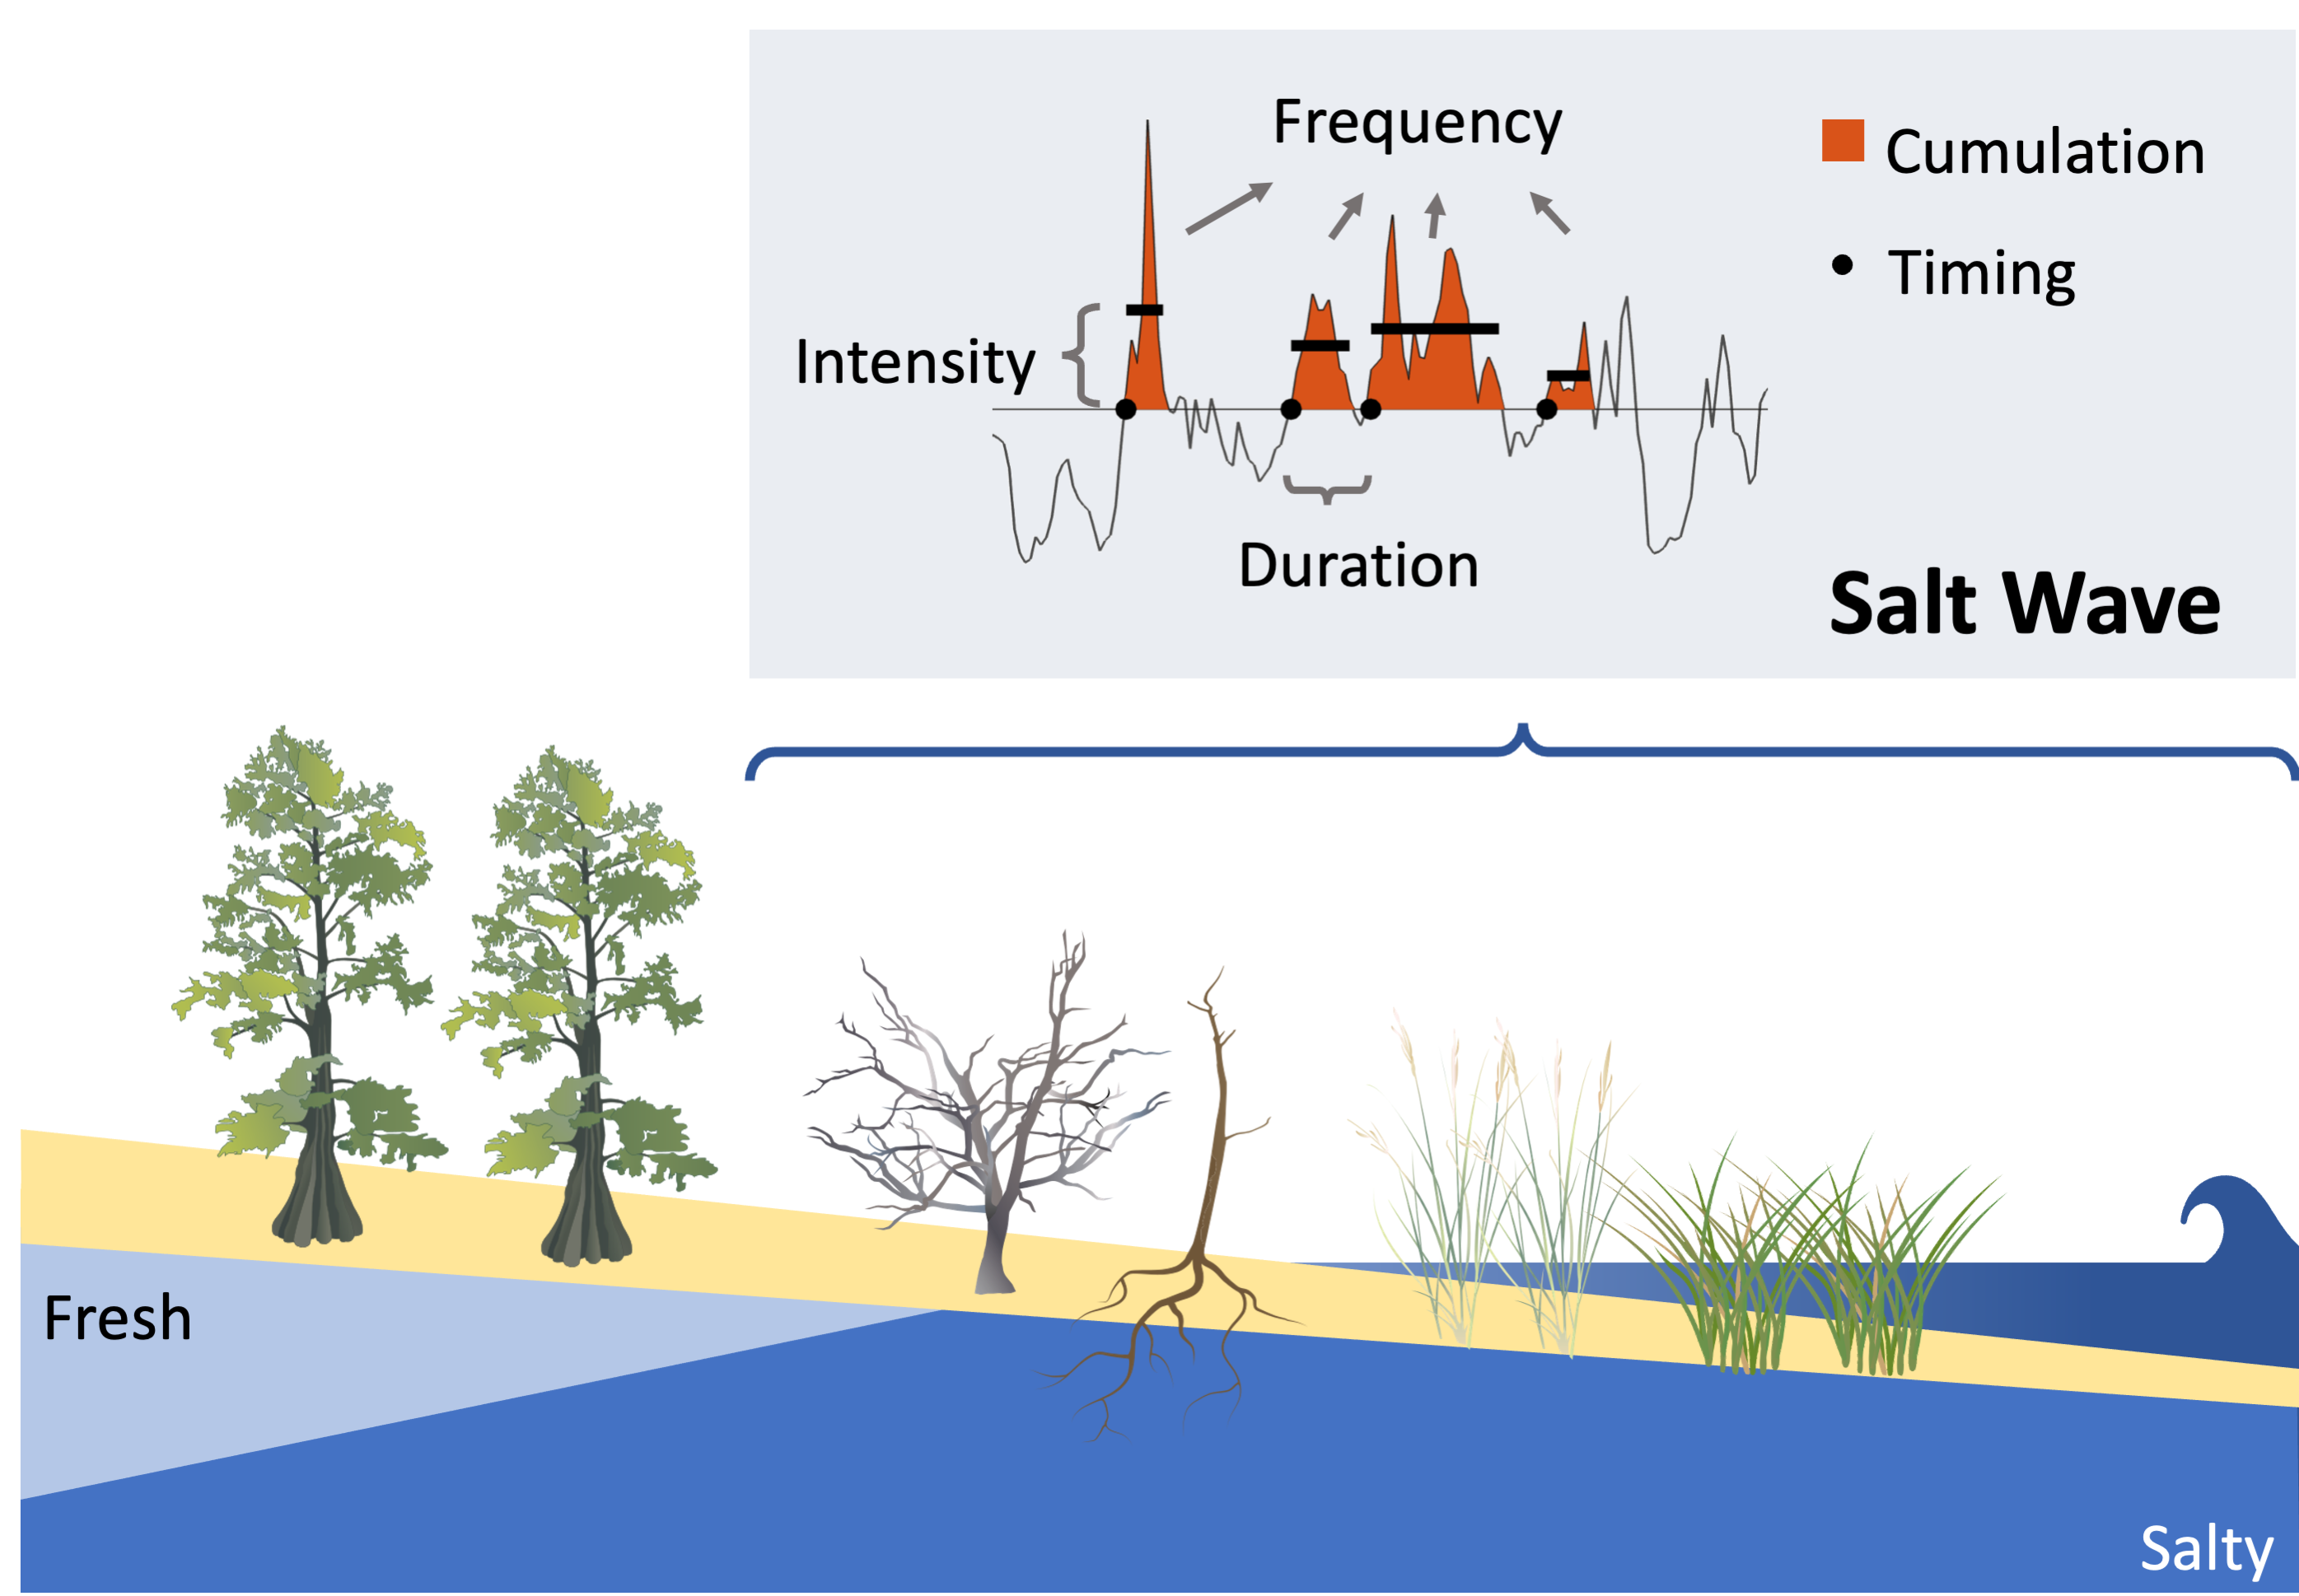 Frequency
Cumulation
Timing
Intensity
Duration
Salt Wave
Fresh
Salty